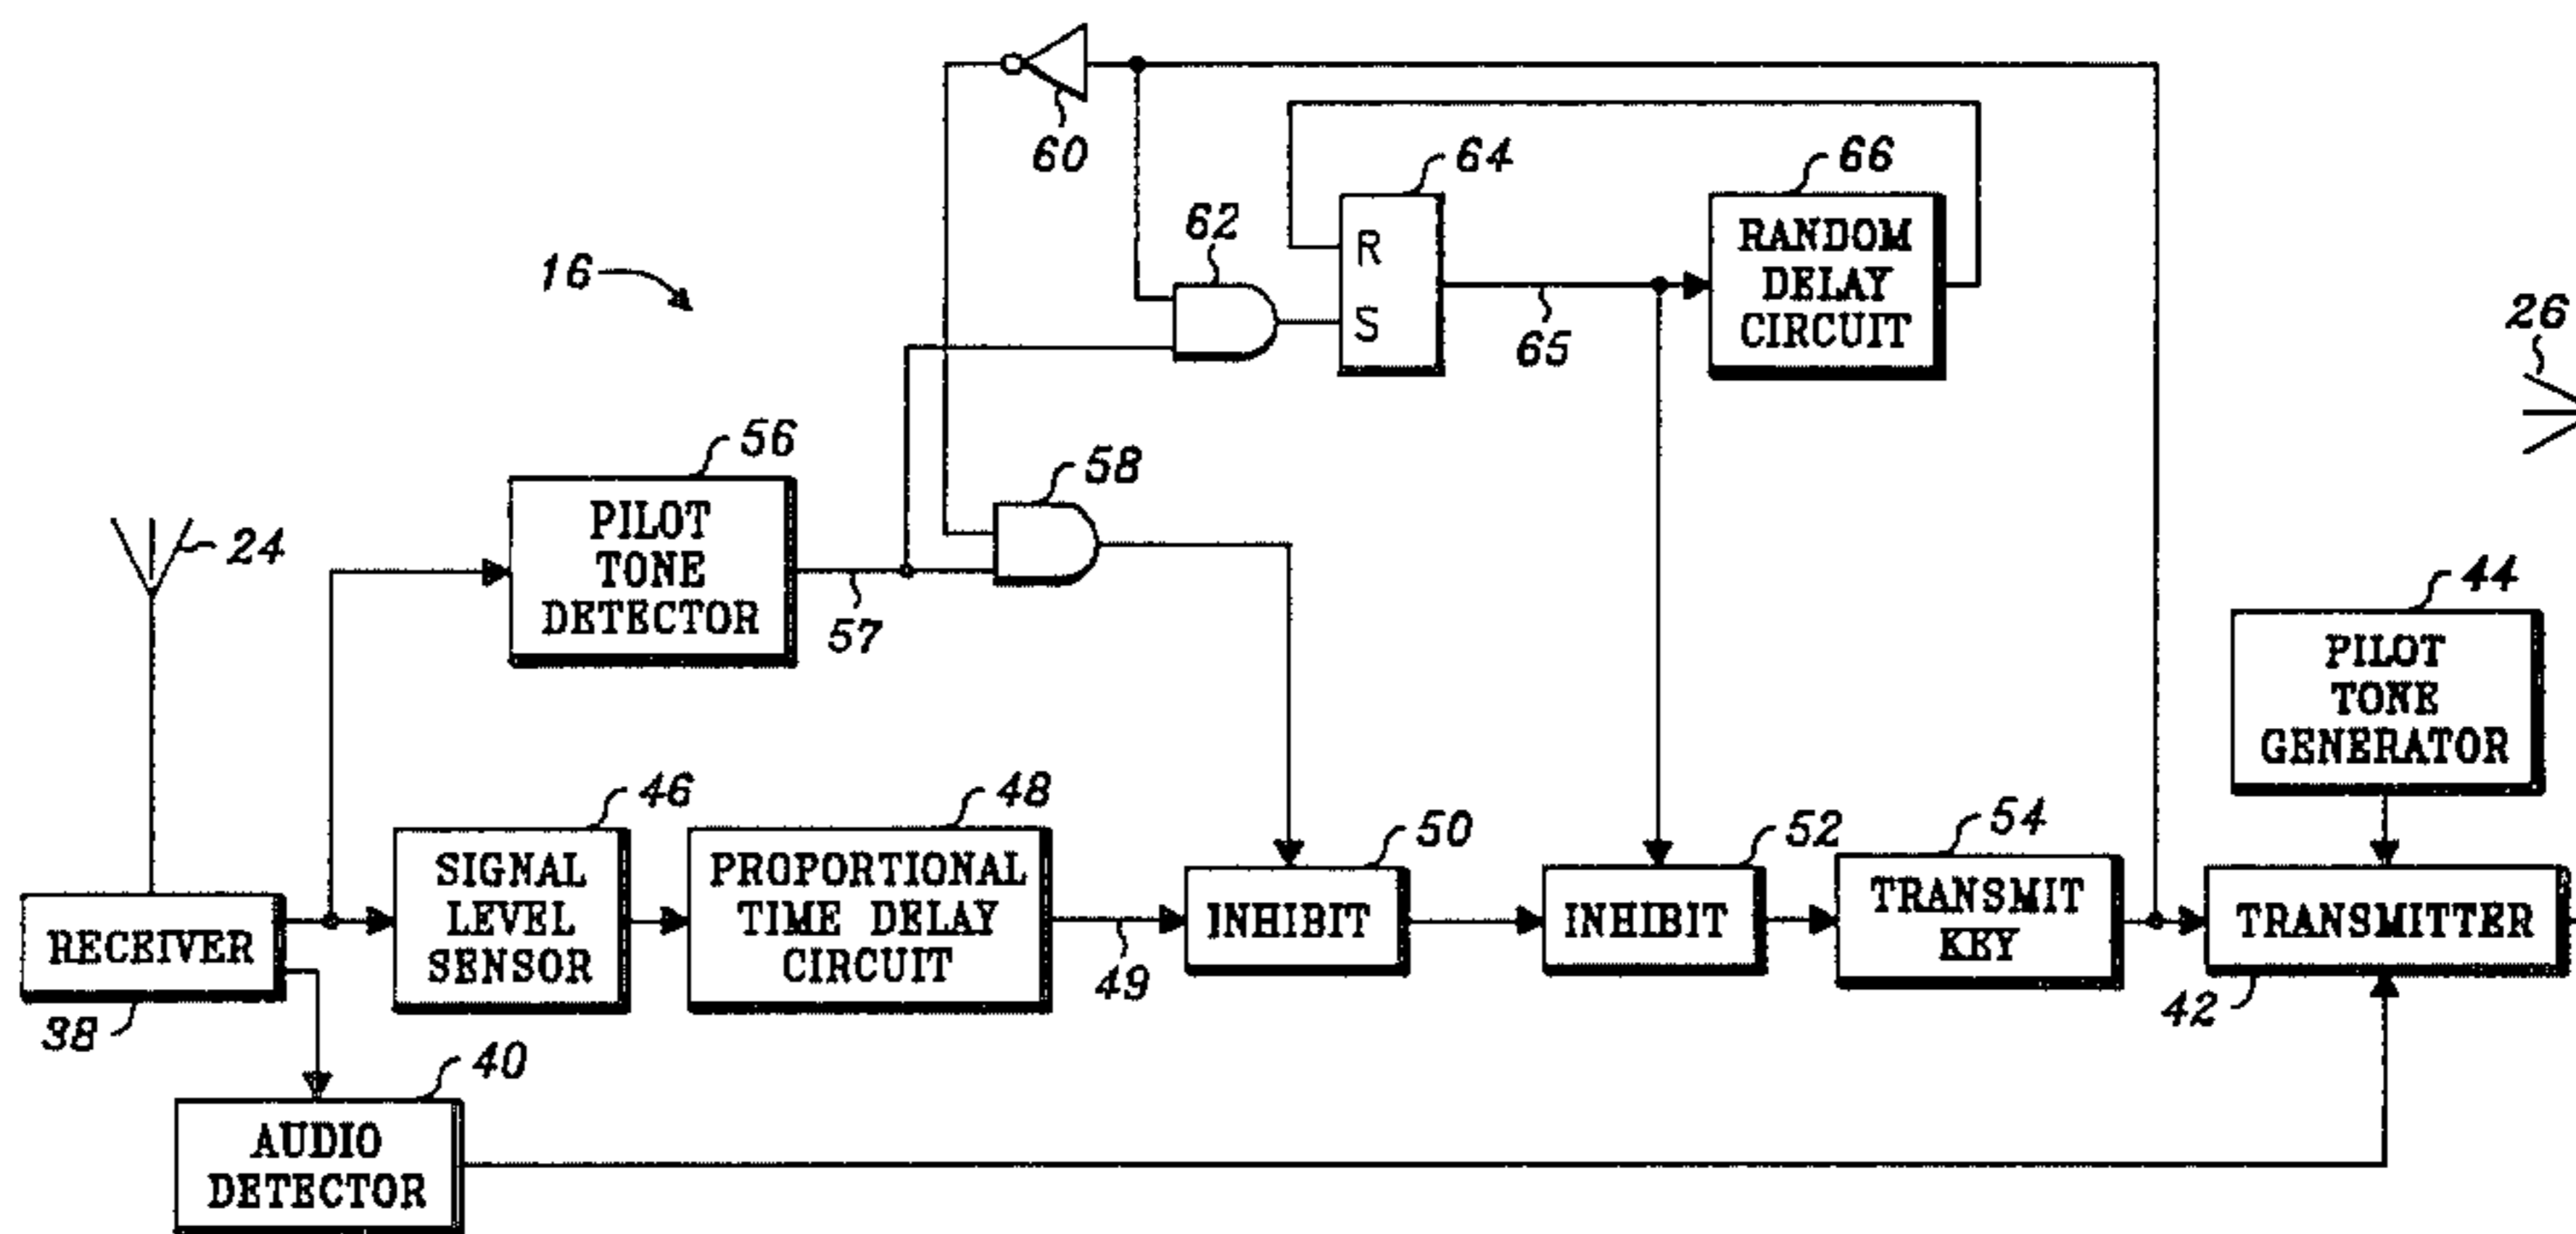 60
64
66
62
RANDOM
DELAY
CIRCUIT
R
S
16
65
26
56
58
PILOT
TONE
DETECTOR
24
57
44
PILOT
TONE
GENERATOR
46
48
50
52
54
SIGNAL
LEVEL
SENSOR
PROPORTIONAL
TIME DELAY
CIRCUIT
INHIBIT
INHIBIT
TRANSMIT
KEY
TRANSMITTER
RECEIVER
49
42
38
40
AUDIO
DETECTOR